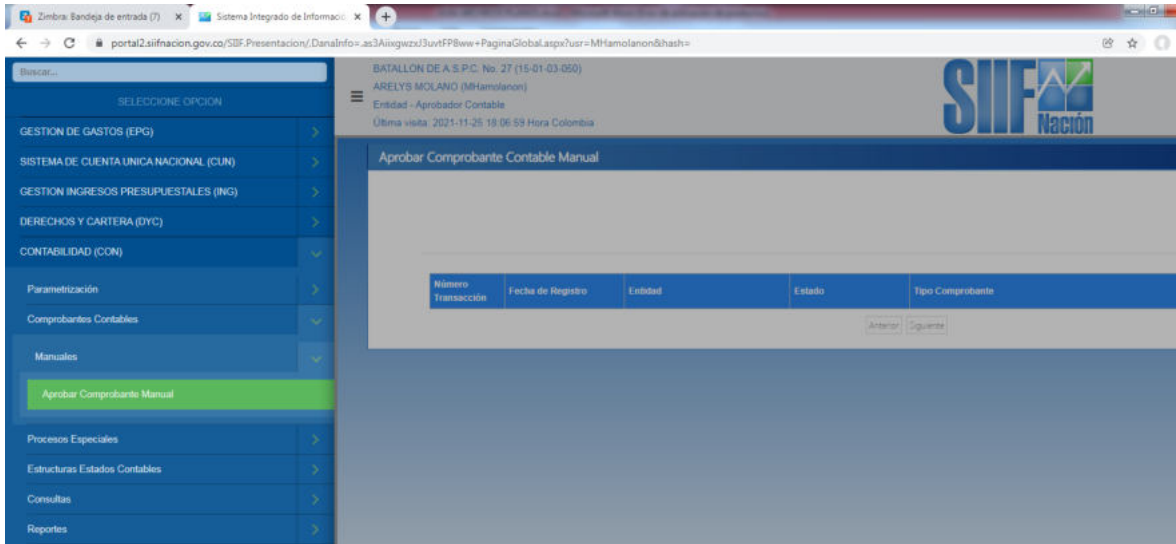 Zimbra: Bandeja de entrada (7)
Sistema Integrado de Informaci
portal2.siifnacion.gov.co/SIIF.Presentacion/,DanaInfo=.as3Aiixgwzxl3uvtFP8ww+PaginaGlobal.aspx?usr=MHamolanon&hash=
Buscar...
SELECCIONE OPCION
GESTION DE GASTOS (EPG)
SISTEMA DE CUENTA UNICA NACIONAL (CUN)
GESTION INGRESOS PRESUPUESTALES (ING)
DERECHOS Y CARTERA (DYC)
CONTABILIDAD (CON)
Parametrización
Comprobantes Contables
Manuales
Aprobar Comprobante Manual
Procesos Especiales
Estructuras Estados Contables
Consultas
Reportes
BATALLON DE A.S.P.C. No. 27 (15-01-03-050)
ARELYS MOLANO (MHamolanon)
Entidad - Aprobador Contable
Última visita: 2021-11-25 18:06:59 Hora Colombia
SIIF
Nación
Aprobar Comprobante Contable Manual
Número Transacción Fecha de Registro Entidad Estado Tipo Comprobante
Anterior Siguiente